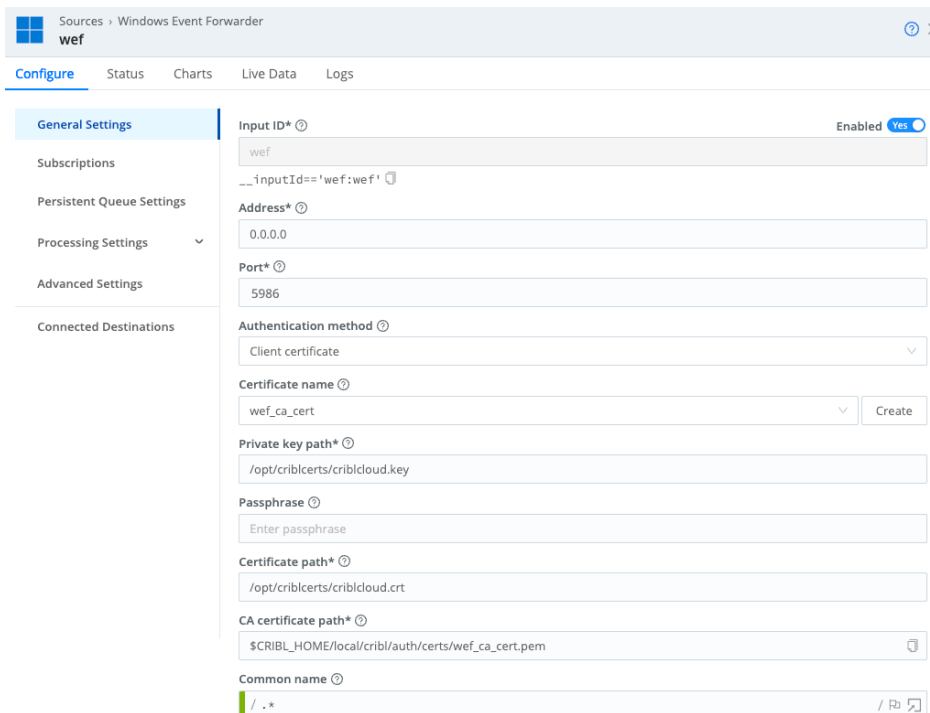 Sources › Windows Event Forwarder
wef
Configure Status Charts Live Data Logs
General Settings
Subscriptions
Persistent Queue Settings
Processing Settings
Advanced Settings
Connected Destinations
Input ID*
Enabled Yes
wef
__inputId=='wef:wef'
Address*
0.0.0.0
Port*
5986
Authentication method
Client certificate
Certificate name
wef_ca_cert
Create
Private key path*
/opt/criblcerts/criblcloud.key
Passphrase
Enter passphrase
Certificate path*
/opt/criblcerts/criblcloud.crt
CA certificate path*
$CRIBL_HOME/local/cribl/auth/certs/wef_ca_cert.pem
Common name
/ .* /